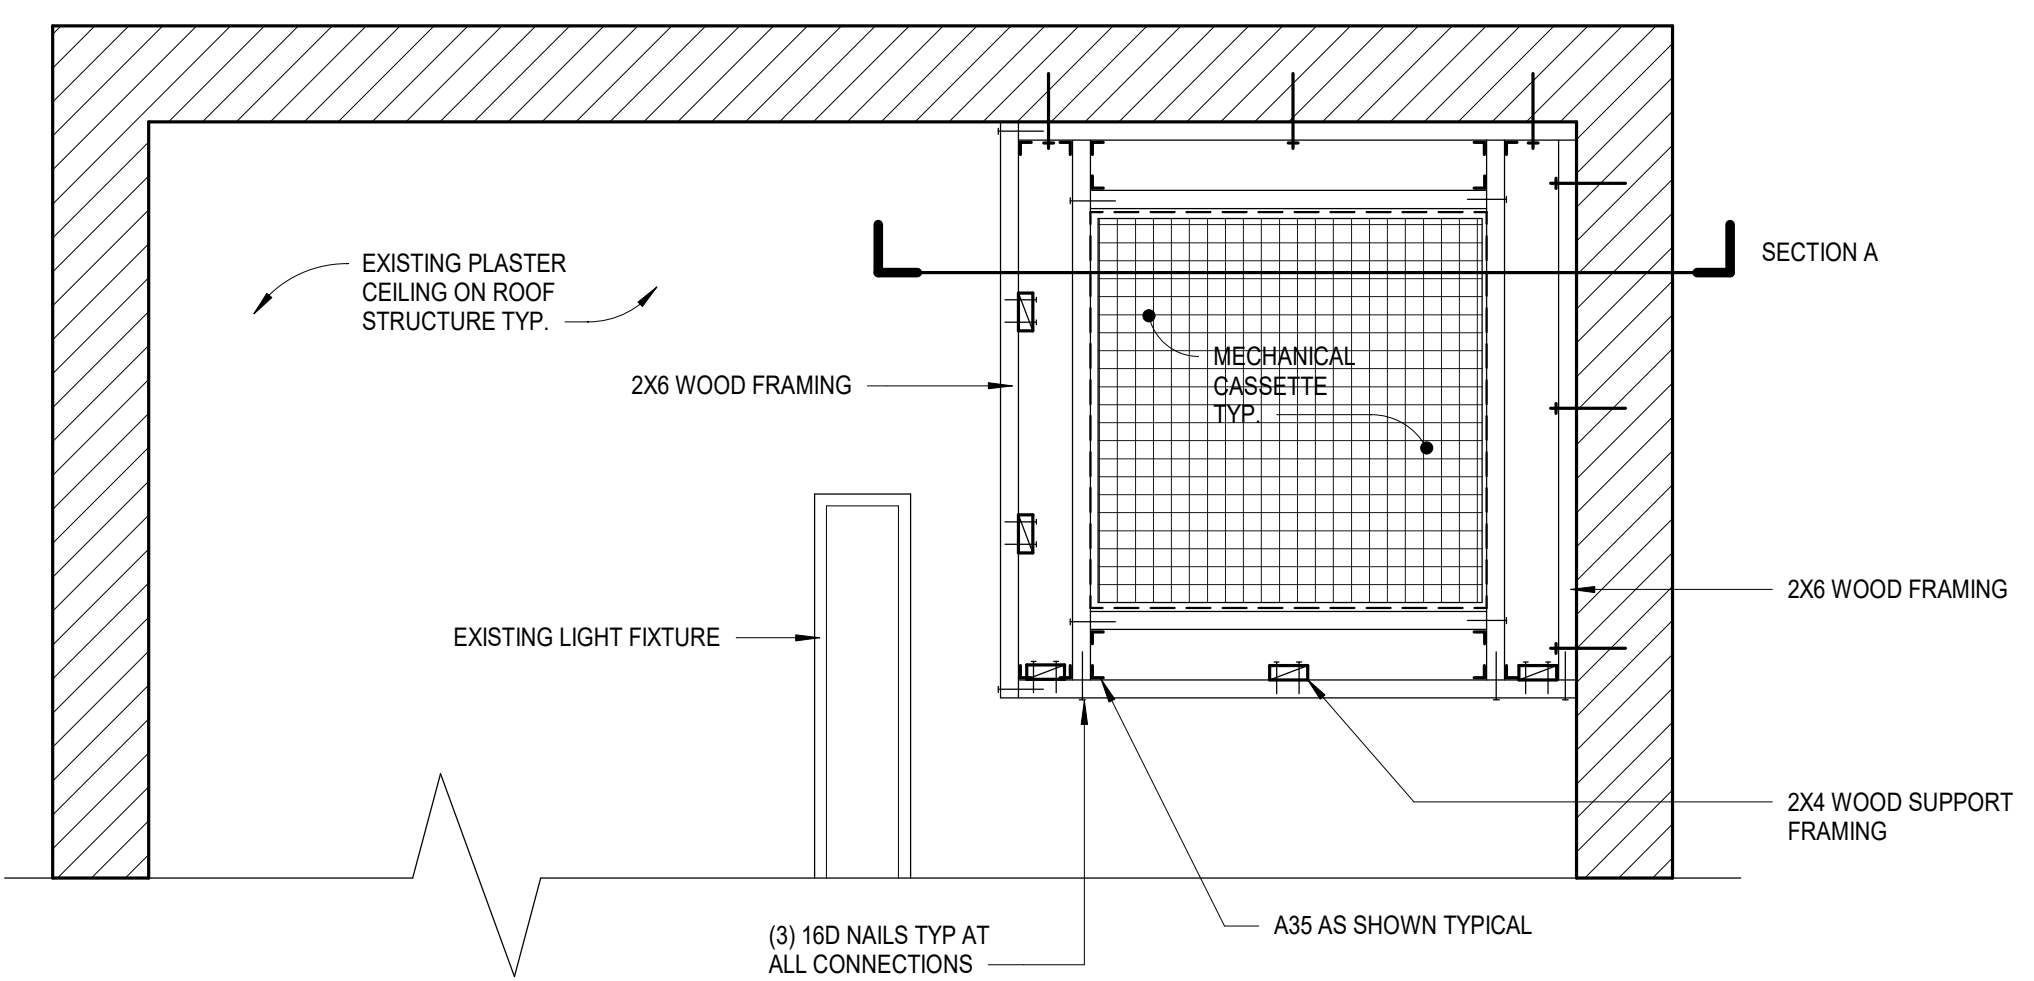 SECTION A
EXISTING PLASTER
CEILING ON ROOF
STRUCTURE TYP.
MECHANICAL
CASSETTE
TYP.
2X6 WOOD FRAMING
2X6 WOOD FRAMING
EXISTING LIGHT FIXTURE
2X4 WOOD SUPPORT
FRAMING
A35 AS SHOWN TYPICAL
(3) 16D NAILS TYP AT
ALL CONNECTIONS